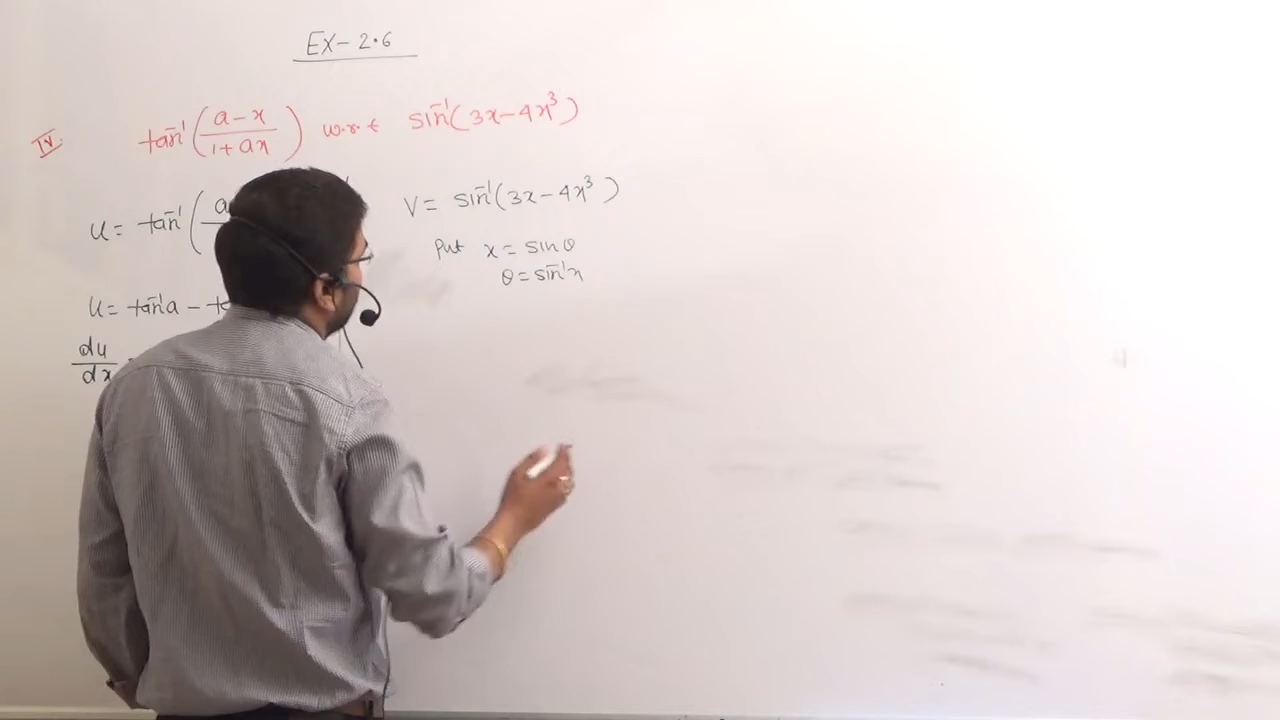 EX-2.6
IV. tan⁻¹(a-x/1+ax) w.r.t sin⁻¹(3x-4x³)
u = tan⁻¹(a
V = sin⁻¹(3x-4x³)
Put x = sinθ
θ = sin⁻¹x
u = tan⁻¹a -
du/dx